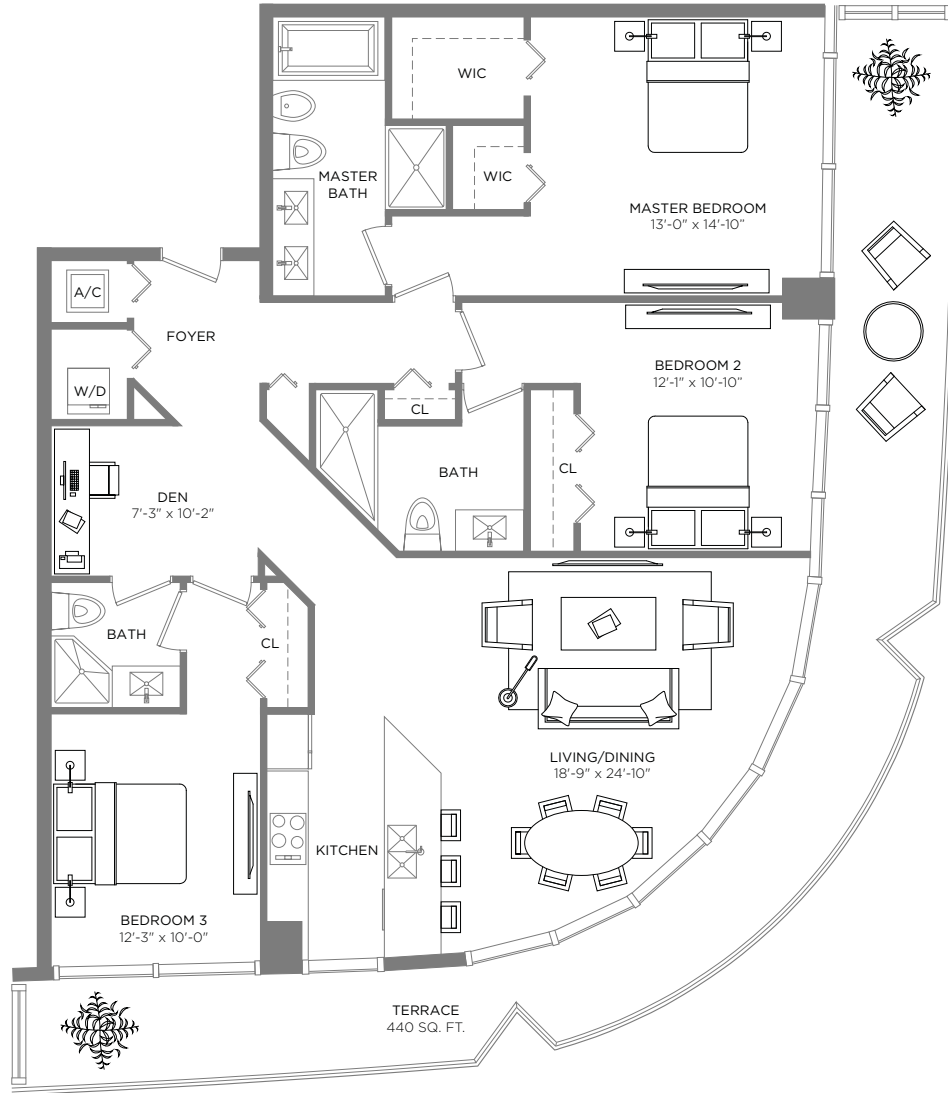 WIC
MASTER
BATH
WIC
MASTER BEDROOM
13'-0" x 14'-10"
A/C
FOYER
W/D
BEDROOM 2
12'-1" x 10'-10"
CL
BATH
CL
DEN
7'-3" x 10'-2"
BATH
CL
LIVING/DINING
18'-9" x 24'-10"
KITCHEN
BEDROOM 3
12'-3" x 10'-0"
TERRACE
440 SQ. FT.